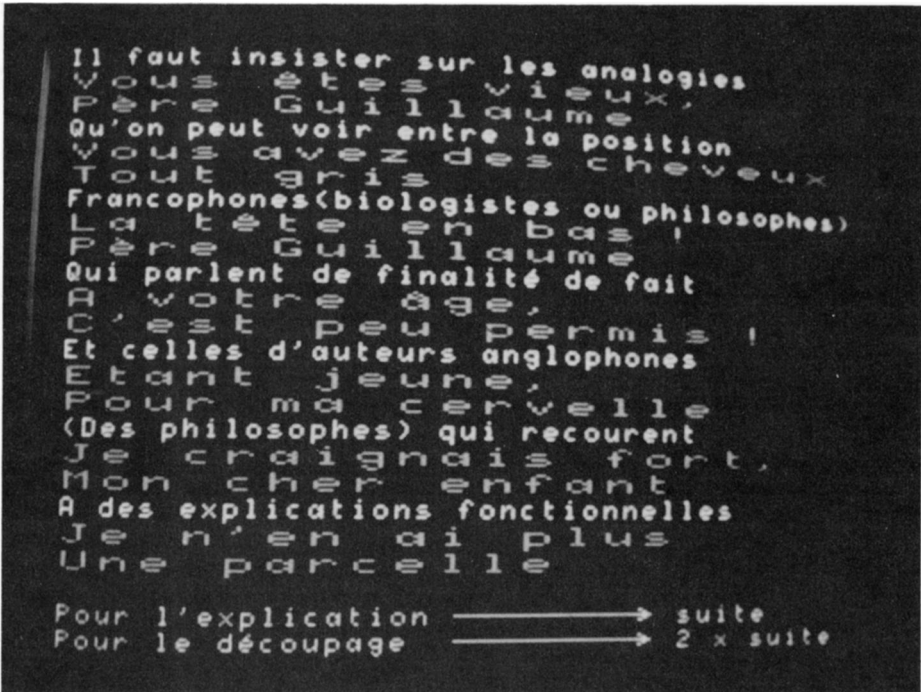 Il faut insister sur les analogies
Vous êtes vieux,
Père Guillaume
Qu'on peut voir entre la position
Vous avez des cheveux
Tout gris
Francophones(biologistes ou philosophes)
La tête en bas !
Père Guillaume
Qui parlent de finalité de fait
A votre âge,
C'est peu permis !
Et celles d'auteurs anglophones
Etant jeune,
Pour ma cervelle
(Des philosophes) qui recourent
Je craignais fort,
Mon cher enfant
A des explications fonctionnelles
Je n'en ai plus
Une parcelle
Pour l'explication ⟶ suite
Pour le découpage ⟶ 2 x suite